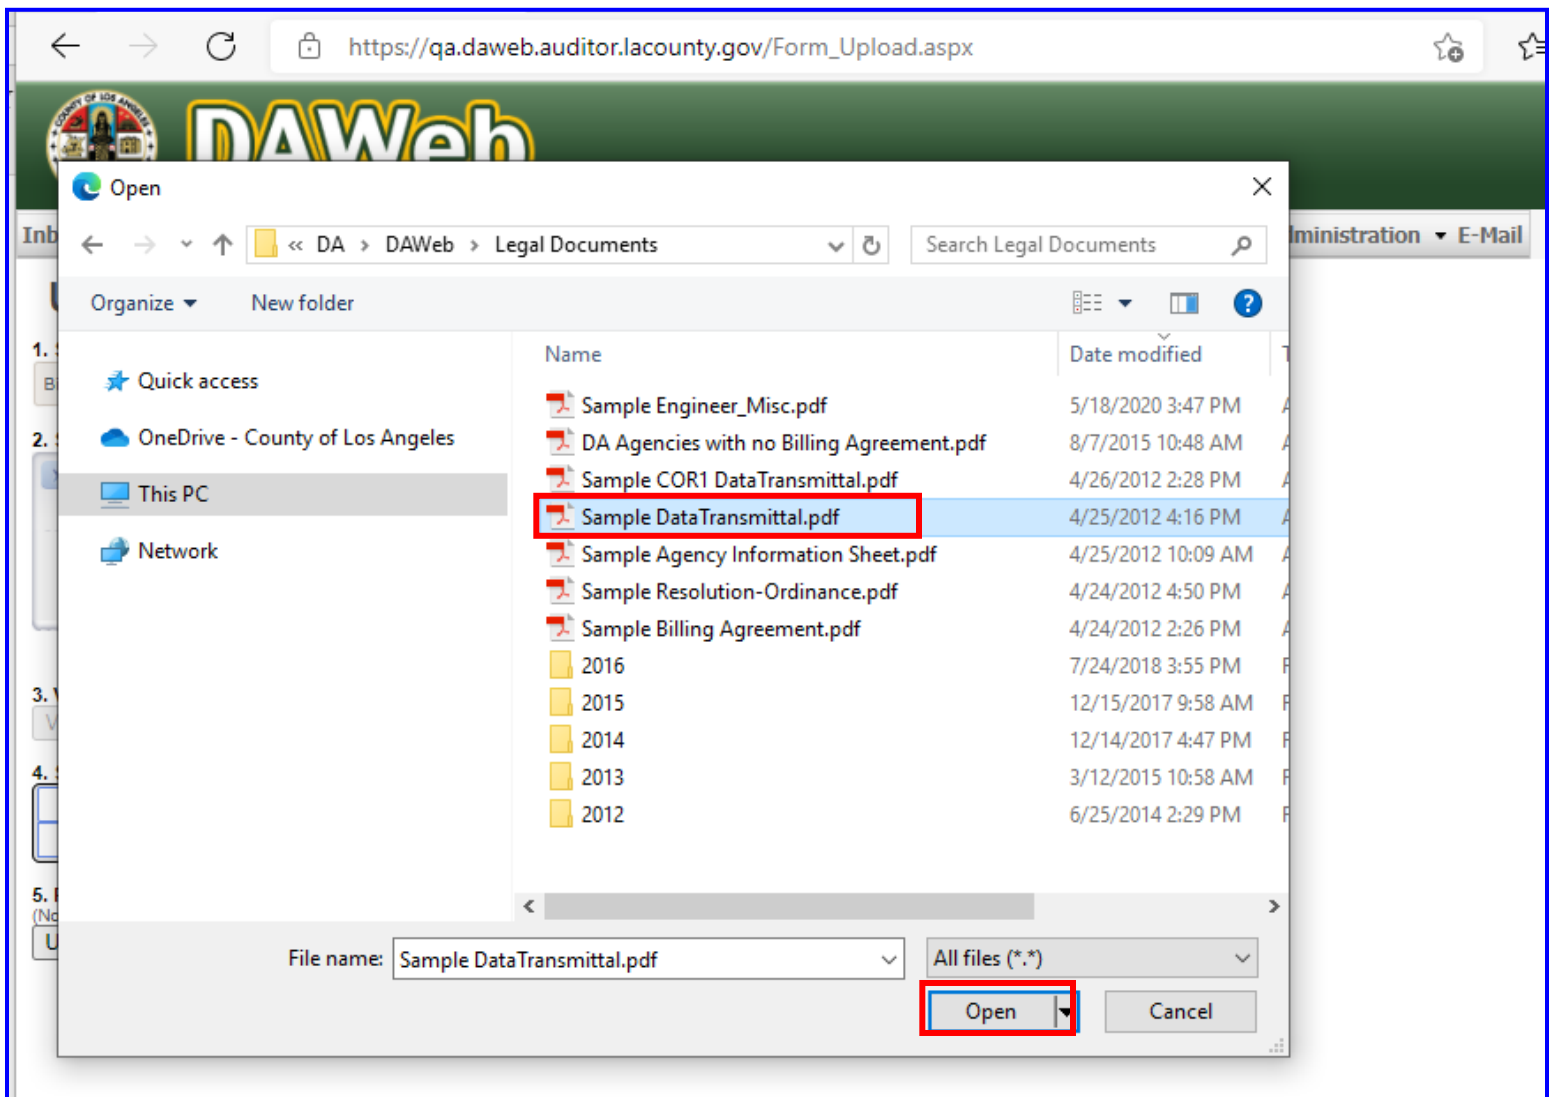 https://qa.daweb.auditor.lacounty.gov/Form_Upload.aspx
COUNTY OF LOS ANGELES
DAWeb
Open
Inb
« DA > DAWeb > Legal Documents
Search Legal Documents
ministration
E-Mail
Organize
New folder
?
1.
Quick access
OneDrive - County of Los Angeles
This PC
Network
Name
Date modified
Sample Engineer_Misc.pdf 5/18/2020 3:47 PM
DA Agencies with no Billing Agreement.pdf 8/7/2015 10:48 AM
Sample COR1 DataTransmittal.pdf 4/26/2012 2:28 PM
Sample DataTransmittal.pdf 4/25/2012 4:16 PM
Sample Agency Information Sheet.pdf 4/25/2012 10:09 AM
Sample Resolution-Ordinance.pdf 4/24/2012 4:50 PM
Sample Billing Agreement.pdf 4/24/2012 2:26 PM
2016 7/24/2018 3:55 PM
2015 12/15/2017 9:58 AM
2014 12/14/2017 4:47 PM
2013 3/12/2015 10:58 AM
2012 6/25/2014 2:29 PM
2.
3.
4.
5.
(No
File name: Sample DataTransmittal.pdf
All files (*.*)
Open
Cancel